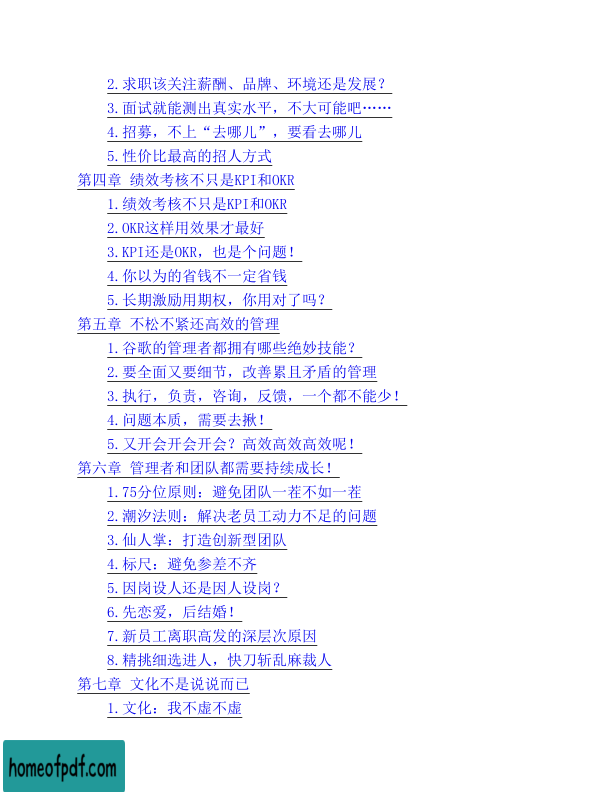 2.求职该关注薪酬、品牌、环境还是发展？
3.面试就能测出真实水平，不大可能吧……
4.招募，不上“去哪儿”，要看去哪儿
5.性价比最高的招人方式
第四章 绩效考核不只是KPI和OKR
1.绩效考核不只是KPI和OKR
2.OKR这样用效果才最好
3.KPI还是OKR，也是个问题！
4.你以为的省钱不一定省钱
5.长期激励用期权，你用对了吗？
第五章 不松不紧还高效的管理
1.谷歌的管理者都拥有哪些绝妙技能？
2.要全面又要细节，改善累且矛盾的管理
3.执行，负责，咨询，反馈，一个都不能少！
4.问题本质，需要去揪！
5.又开会开会开会？高效高效高效呢！
第六章 管理者和团队都需要持续成长！
1.75分位原则：避免团队一茬不如一茬
2.潮汐法则：解决老员工动力不足的问题
3.仙人掌：打造创新型团队
4.标尺：避免参差不齐
5.因岗设人还是因人设岗？
6.先恋爱，后结婚！
7.新员工离职高发的深层次原因
8.精挑细选进人，快刀斩乱麻裁人
第七章 文化不是说说而已
1.文化：我不虚不虚
homeofpdf.com